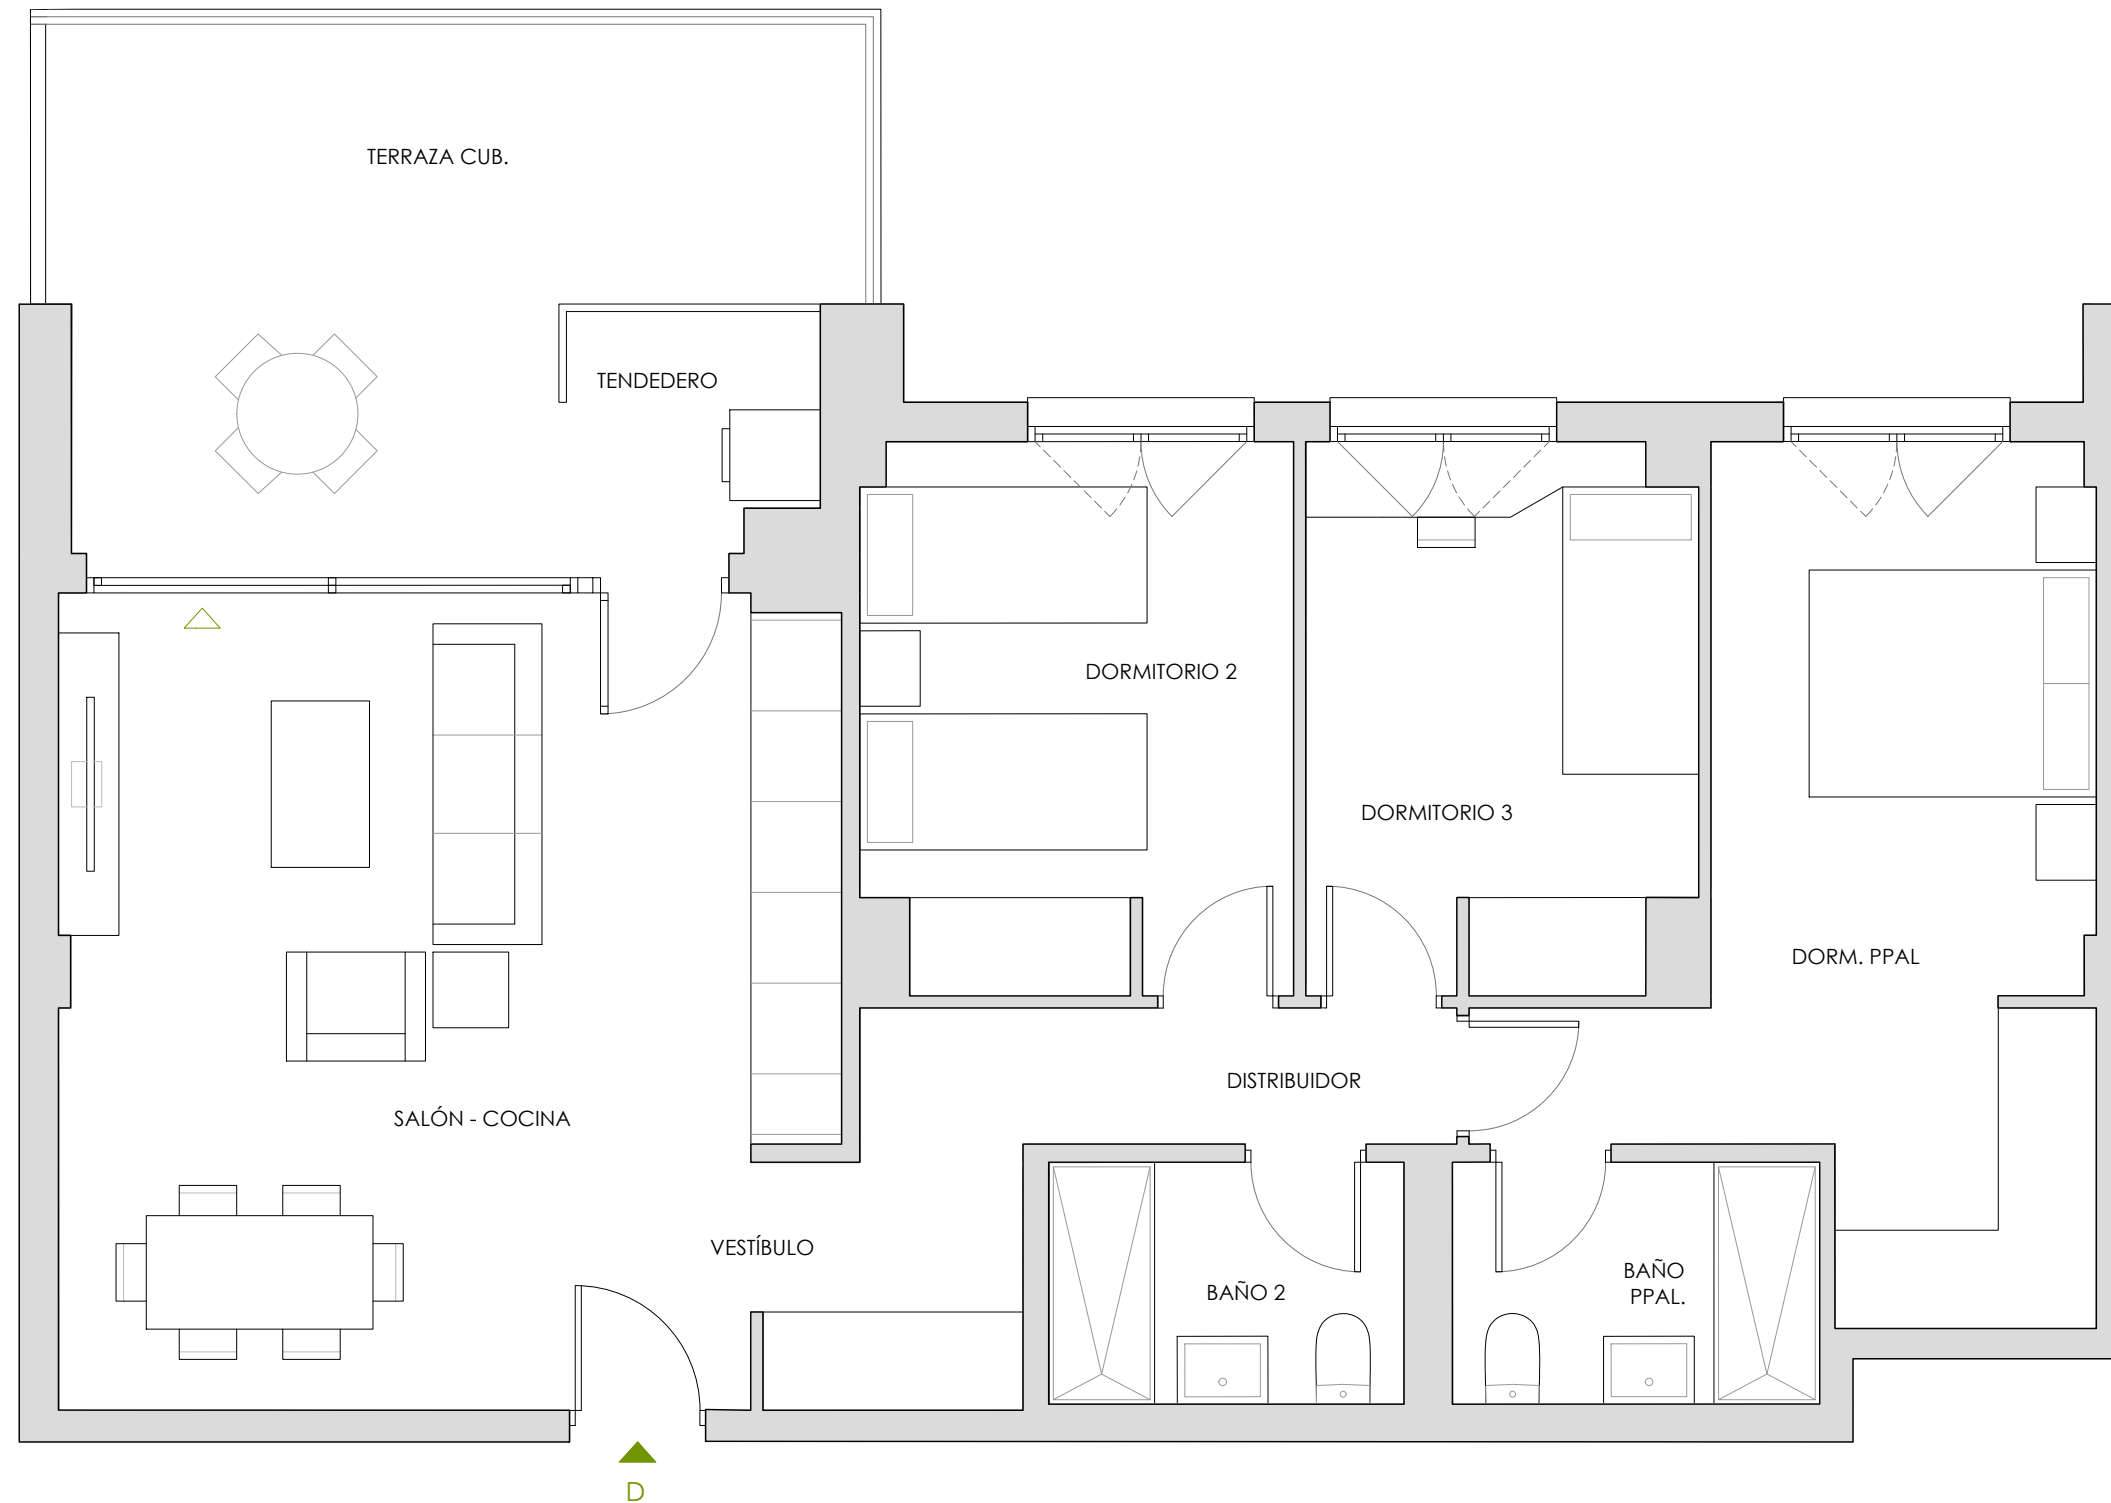 TERRAZA CUB.
TENDEDERO
DORMITORIO 2
DORMITORIO 3
DORM. PPAL
DISTRIBUIDOR
SALÓN - COCINA
VESTÍBULO
BAÑO 2
BAÑO
PPAL.
D